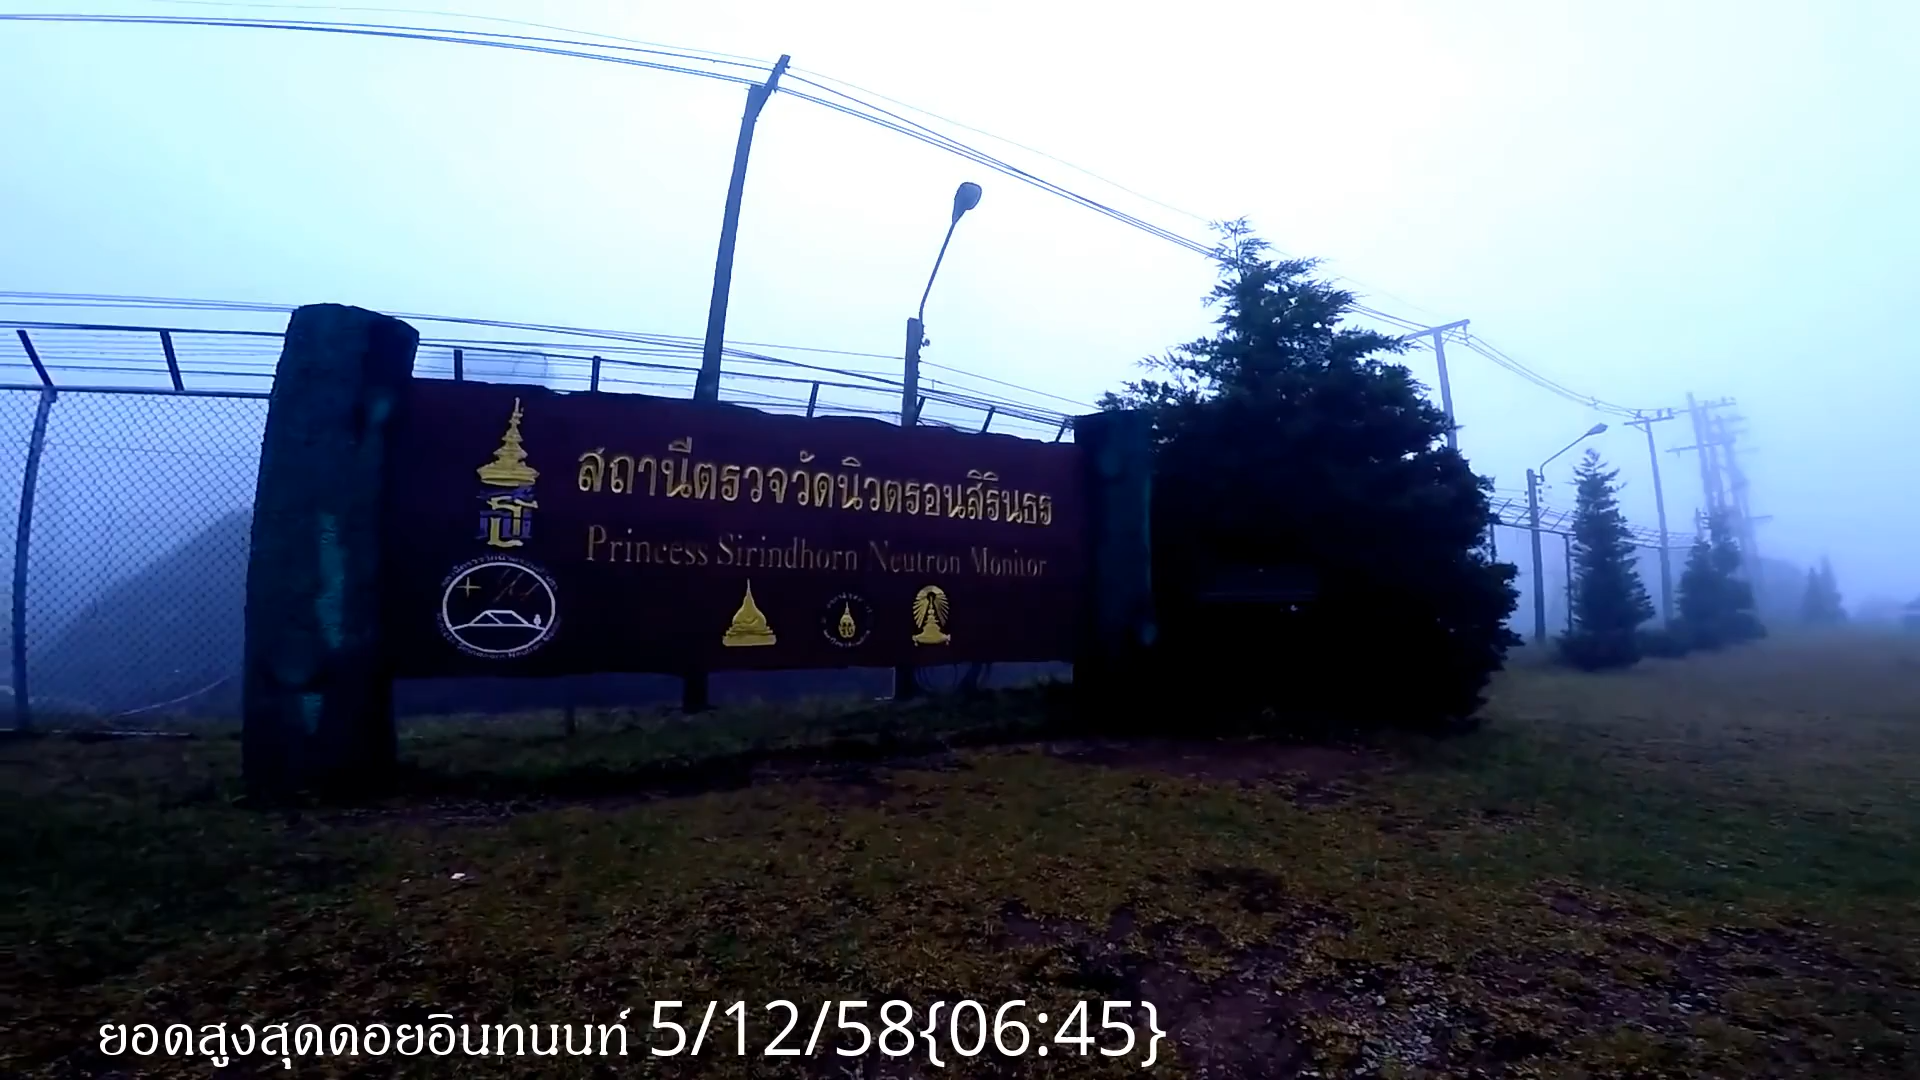 สถานีตรวจวัดนิวตรอนสิรินธร
Princess Sirindhorn Neutron Monitor
ยอดสูงสุดดอยอินทนนท์ 5/12/58{06:45}